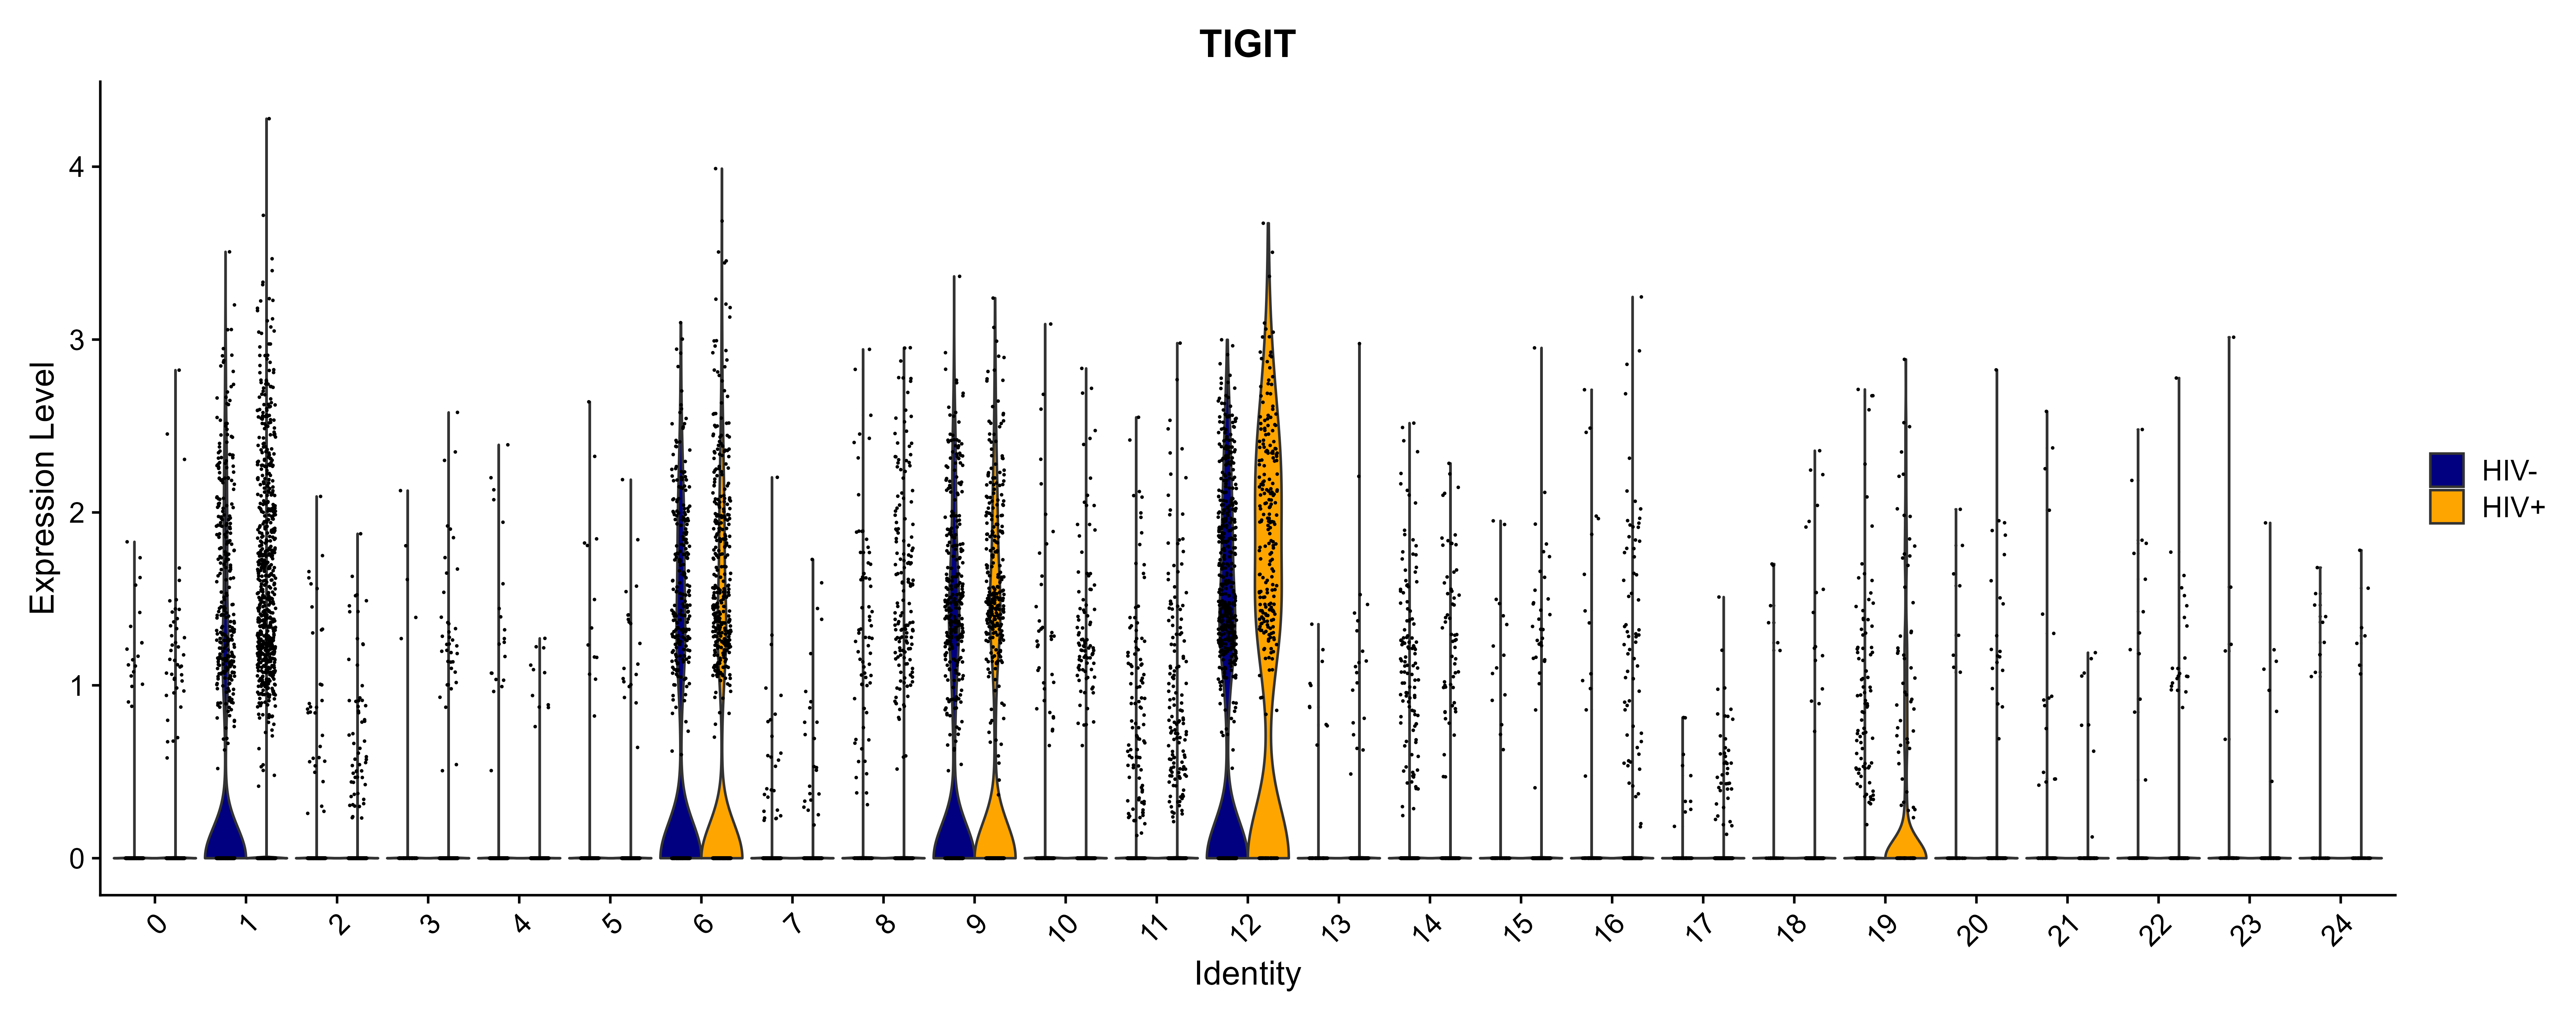 TIGIT
Expression Level
4
3
2
1
0
0 1 2 3 4 5 6 7 8 9 10 11 12 13 14 15 16 17 18 19 20 21 22 23 24
Identity
HIV-
HIV+